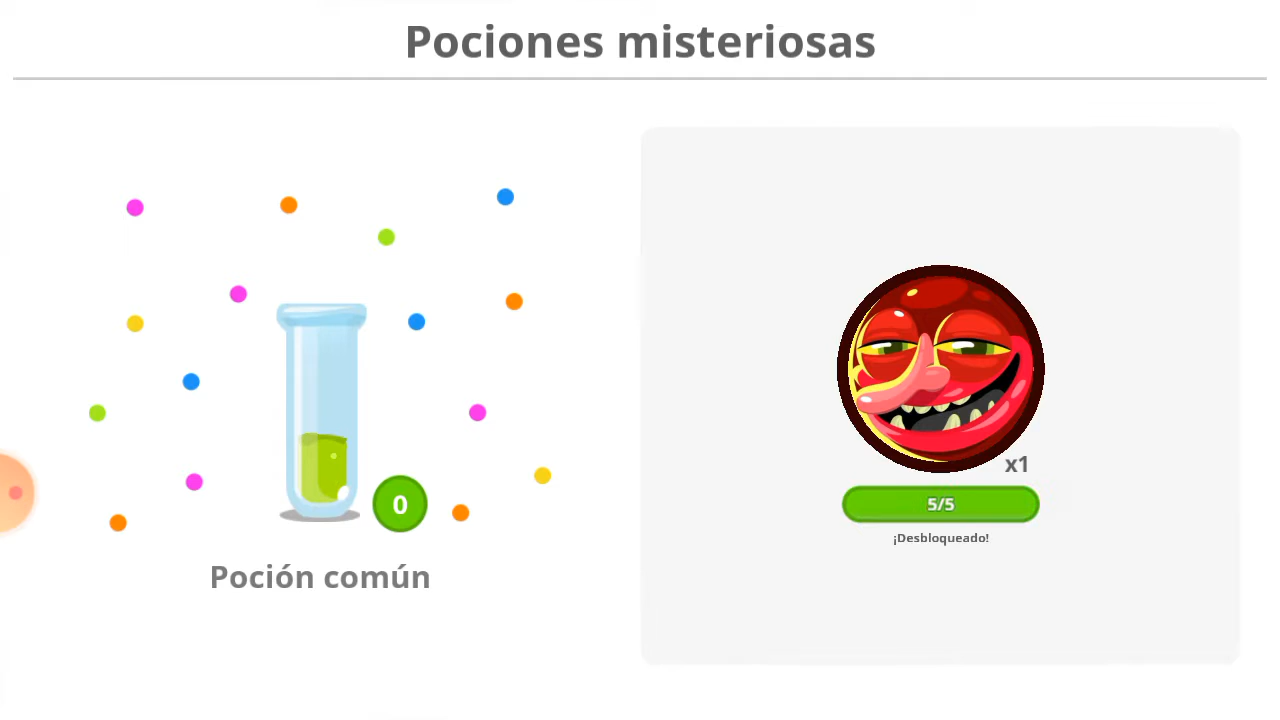 Pociones misteriosas
x1
0
5/5
¡Desbloqueado!
Poción común